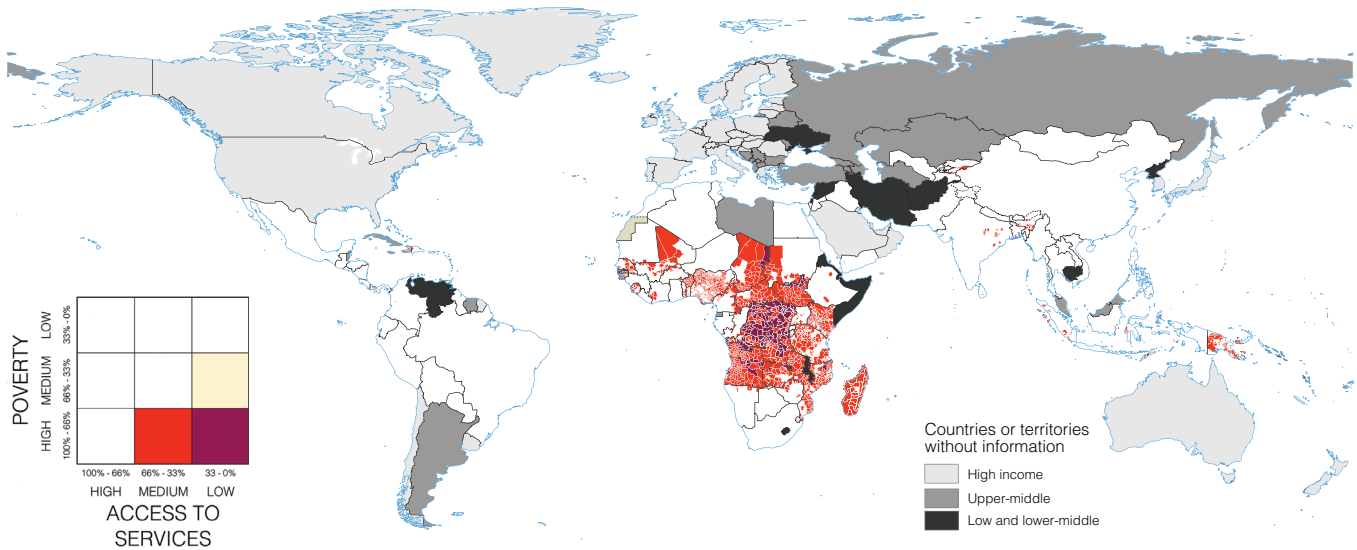 POVERTY
LOW
33% - 0%
MEDIUM
66% - 33%
HIGH
100% - 66%
100% - 66%
66% - 33%
33 - 0%
HIGH
MEDIUM
LOW
ACCESS TO
SERVICES
Countries or territories
without information
High income
Upper-middle
Low and lower-middle